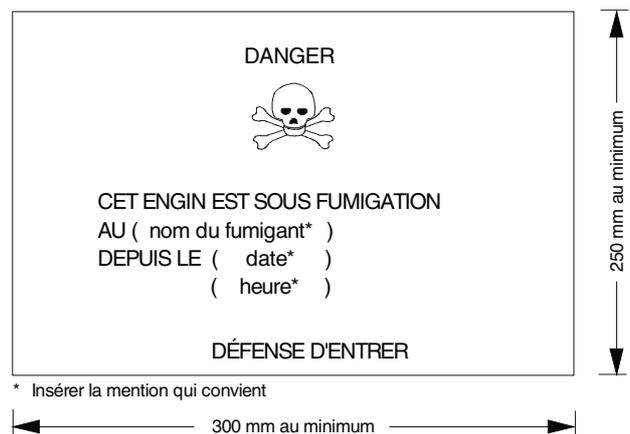 DANGER
CET ENGIN EST SOUS FUMIGATION
AU ( nom du fumigant* )
DEPUIS LE ( date* )
( heure* )
DÉFENSE D'ENTRER
* Insérer la mention qui convient
300 mm au minimum
250 mm au minimum